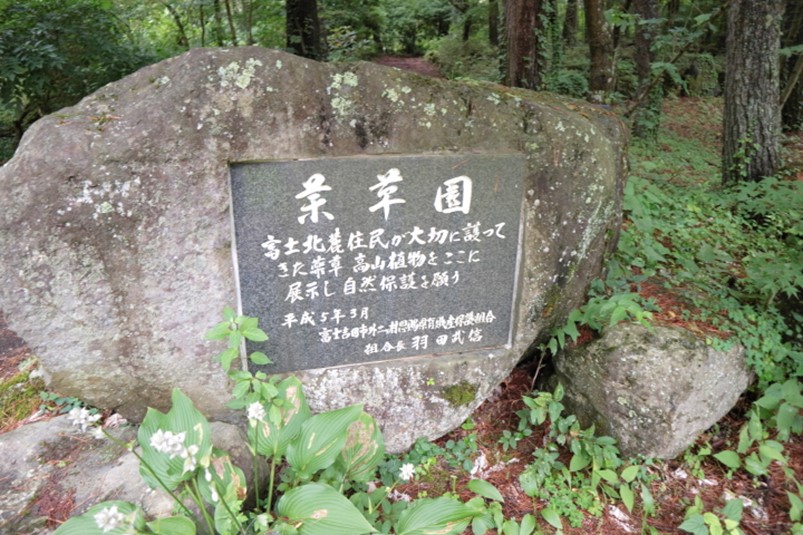 薬草園
富士北麓住民が大切に護って
きた薬草 高山植物をここに
展示し自然保護を願う
平成5年3月
富士吉田市外二ヶ村恩賜県有財産保護組合
組合長 羽田武信